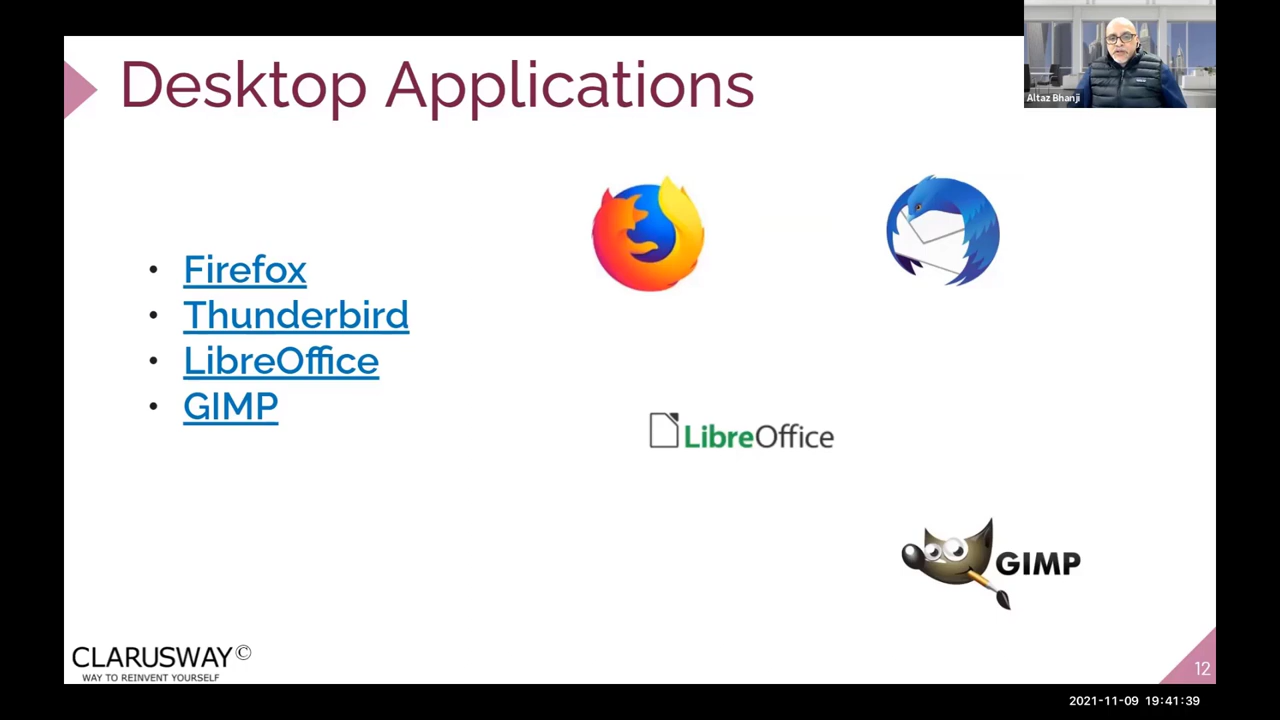 Desktop Applications
Altaz Bhanji
• Firefox
• Thunderbird
• LibreOffice
• GIMP
LibreOffice
GIMP
CLARUSWAY©
WAY TO REINVENT YOURSELF
12
2021-11-09 19:41:39